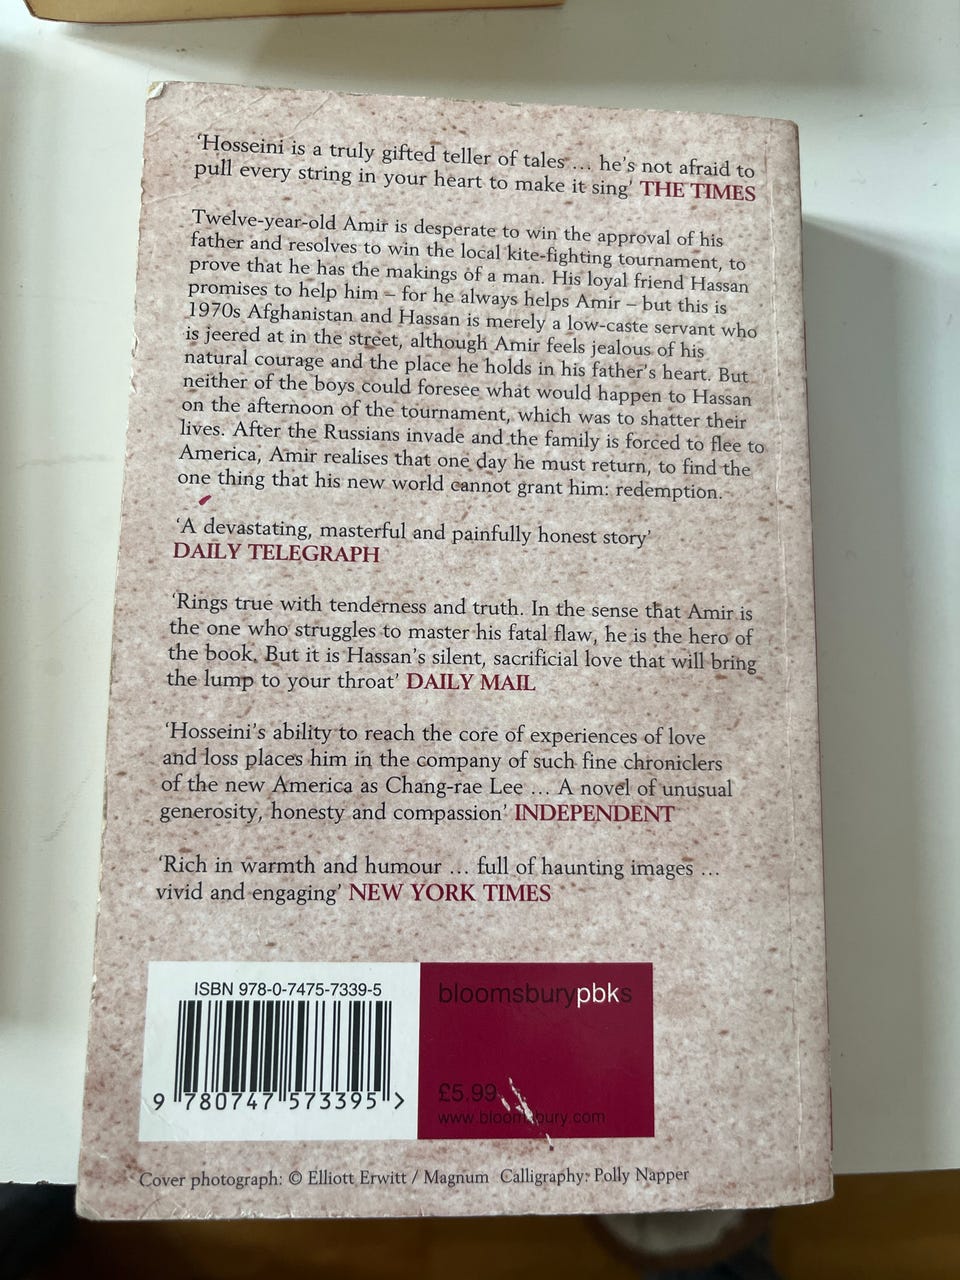 ‘Hosseini is a truly gifted teller of tales … he’s not afraid to
pull every string in your heart to make it sing’ THE TIMES
Twelve-year-old Amir is desperate to win the approval of his
father and resolves to win the local kite-fighting tournament, to
prove that he has the makings of a man. His loyal friend Hassan
promises to help him – for he always helps Amir – but this is
1970s Afghanistan and Hassan is merely a low-caste servant who
is jeered at in the street, although Amir feels jealous of his
natural courage and the place he holds in his father’s heart. But
neither of the boys could foresee what would happen to Hassan
on the afternoon of the tournament, which was to shatter their
lives. After the Russians invade and the family is forced to flee to
America, Amir realises that one day he must return, to find the
one thing that his new world cannot grant him: redemption.
‘A devastating, masterful and painfully honest story’
DAILY TELEGRAPH
‘Rings true with tenderness and truth. In the sense that Amir is
the one who struggles to master his fatal flaw, he is the hero of
the book. But it is Hassan’s silent, sacrificial love that will bring
the lump to your throat’ DAILY MAIL
‘Hosseini’s ability to reach the core of experiences of love
and loss places him in the company of such fine chroniclers
of the new America as Chang-rae Lee … A novel of unusual
generosity, honesty and compassion’ INDEPENDENT
‘Rich in warmth and humour … full of haunting images …
vivid and engaging’ NEW YORK TIMES
ISBN 978-0-7475-7339-5
9 780747 573395 >
bloomsburypbks
£5.99
www.bloomsbury.com
Cover photograph: © Elliott Erwitt / Magnum Calligraphy: Polly Napper